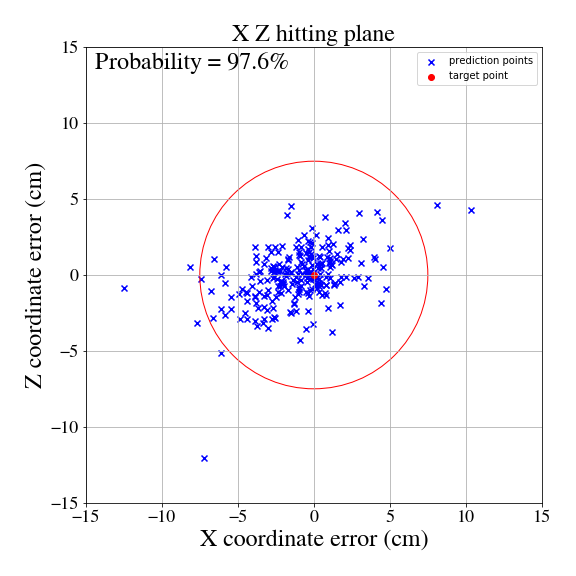 X Z hitting plane
Probability = 97.6%
prediction points
target point
15
10
5
0
−5
−10
−15
Z coordinate error (cm)
−15 −10 −5 0 5 10 15
X coordinate error (cm)